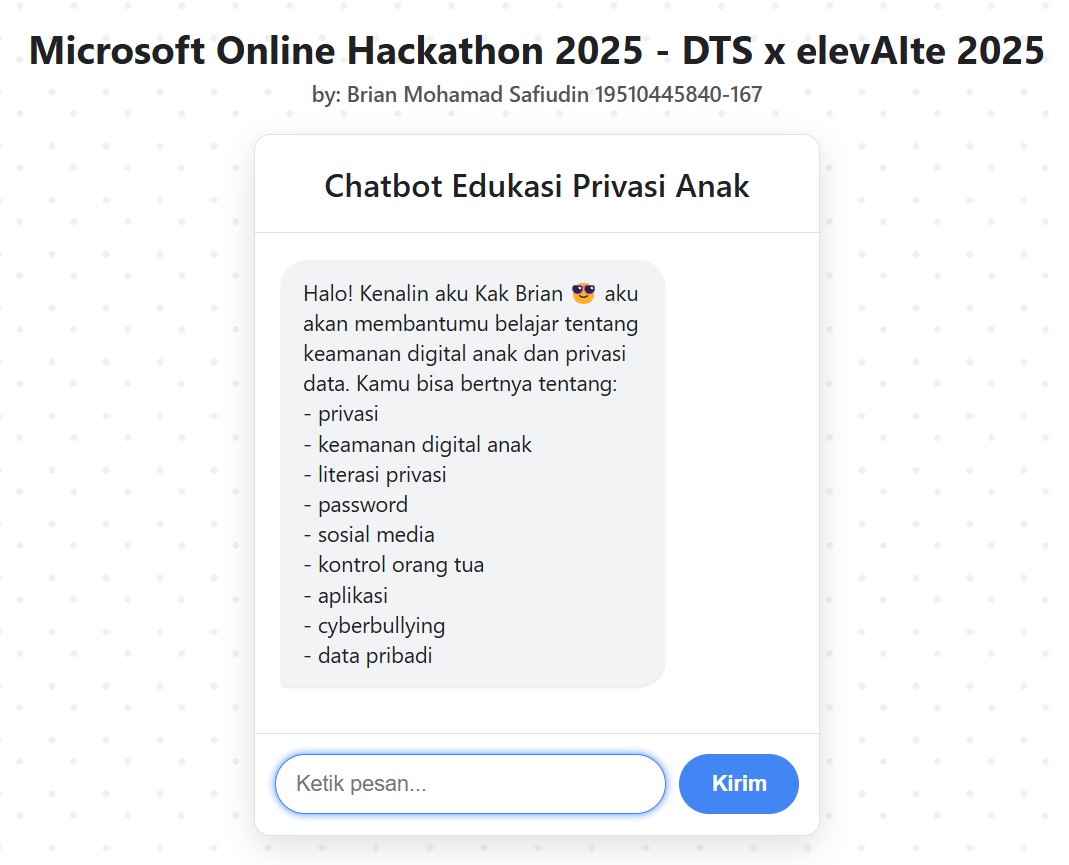 Microsoft Online Hackathon 2025 - DTS x elevAIte 2025
by: Brian Mohamad Safiudin 19510445840-167
Chatbot Edukasi Privasi Anak
Halo! Kenalin aku Kak Brian 😎 aku
akan membantumu belajar tentang
keamanan digital anak dan privasi
data. Kamu bisa bertnya tentang:
- privasi
- keamanan digital anak
- literasi privasi
- password
- sosial media
- kontrol orang tua
- aplikasi
- cyberbullying
- data pribadi
Ketik pesan...
Kirim